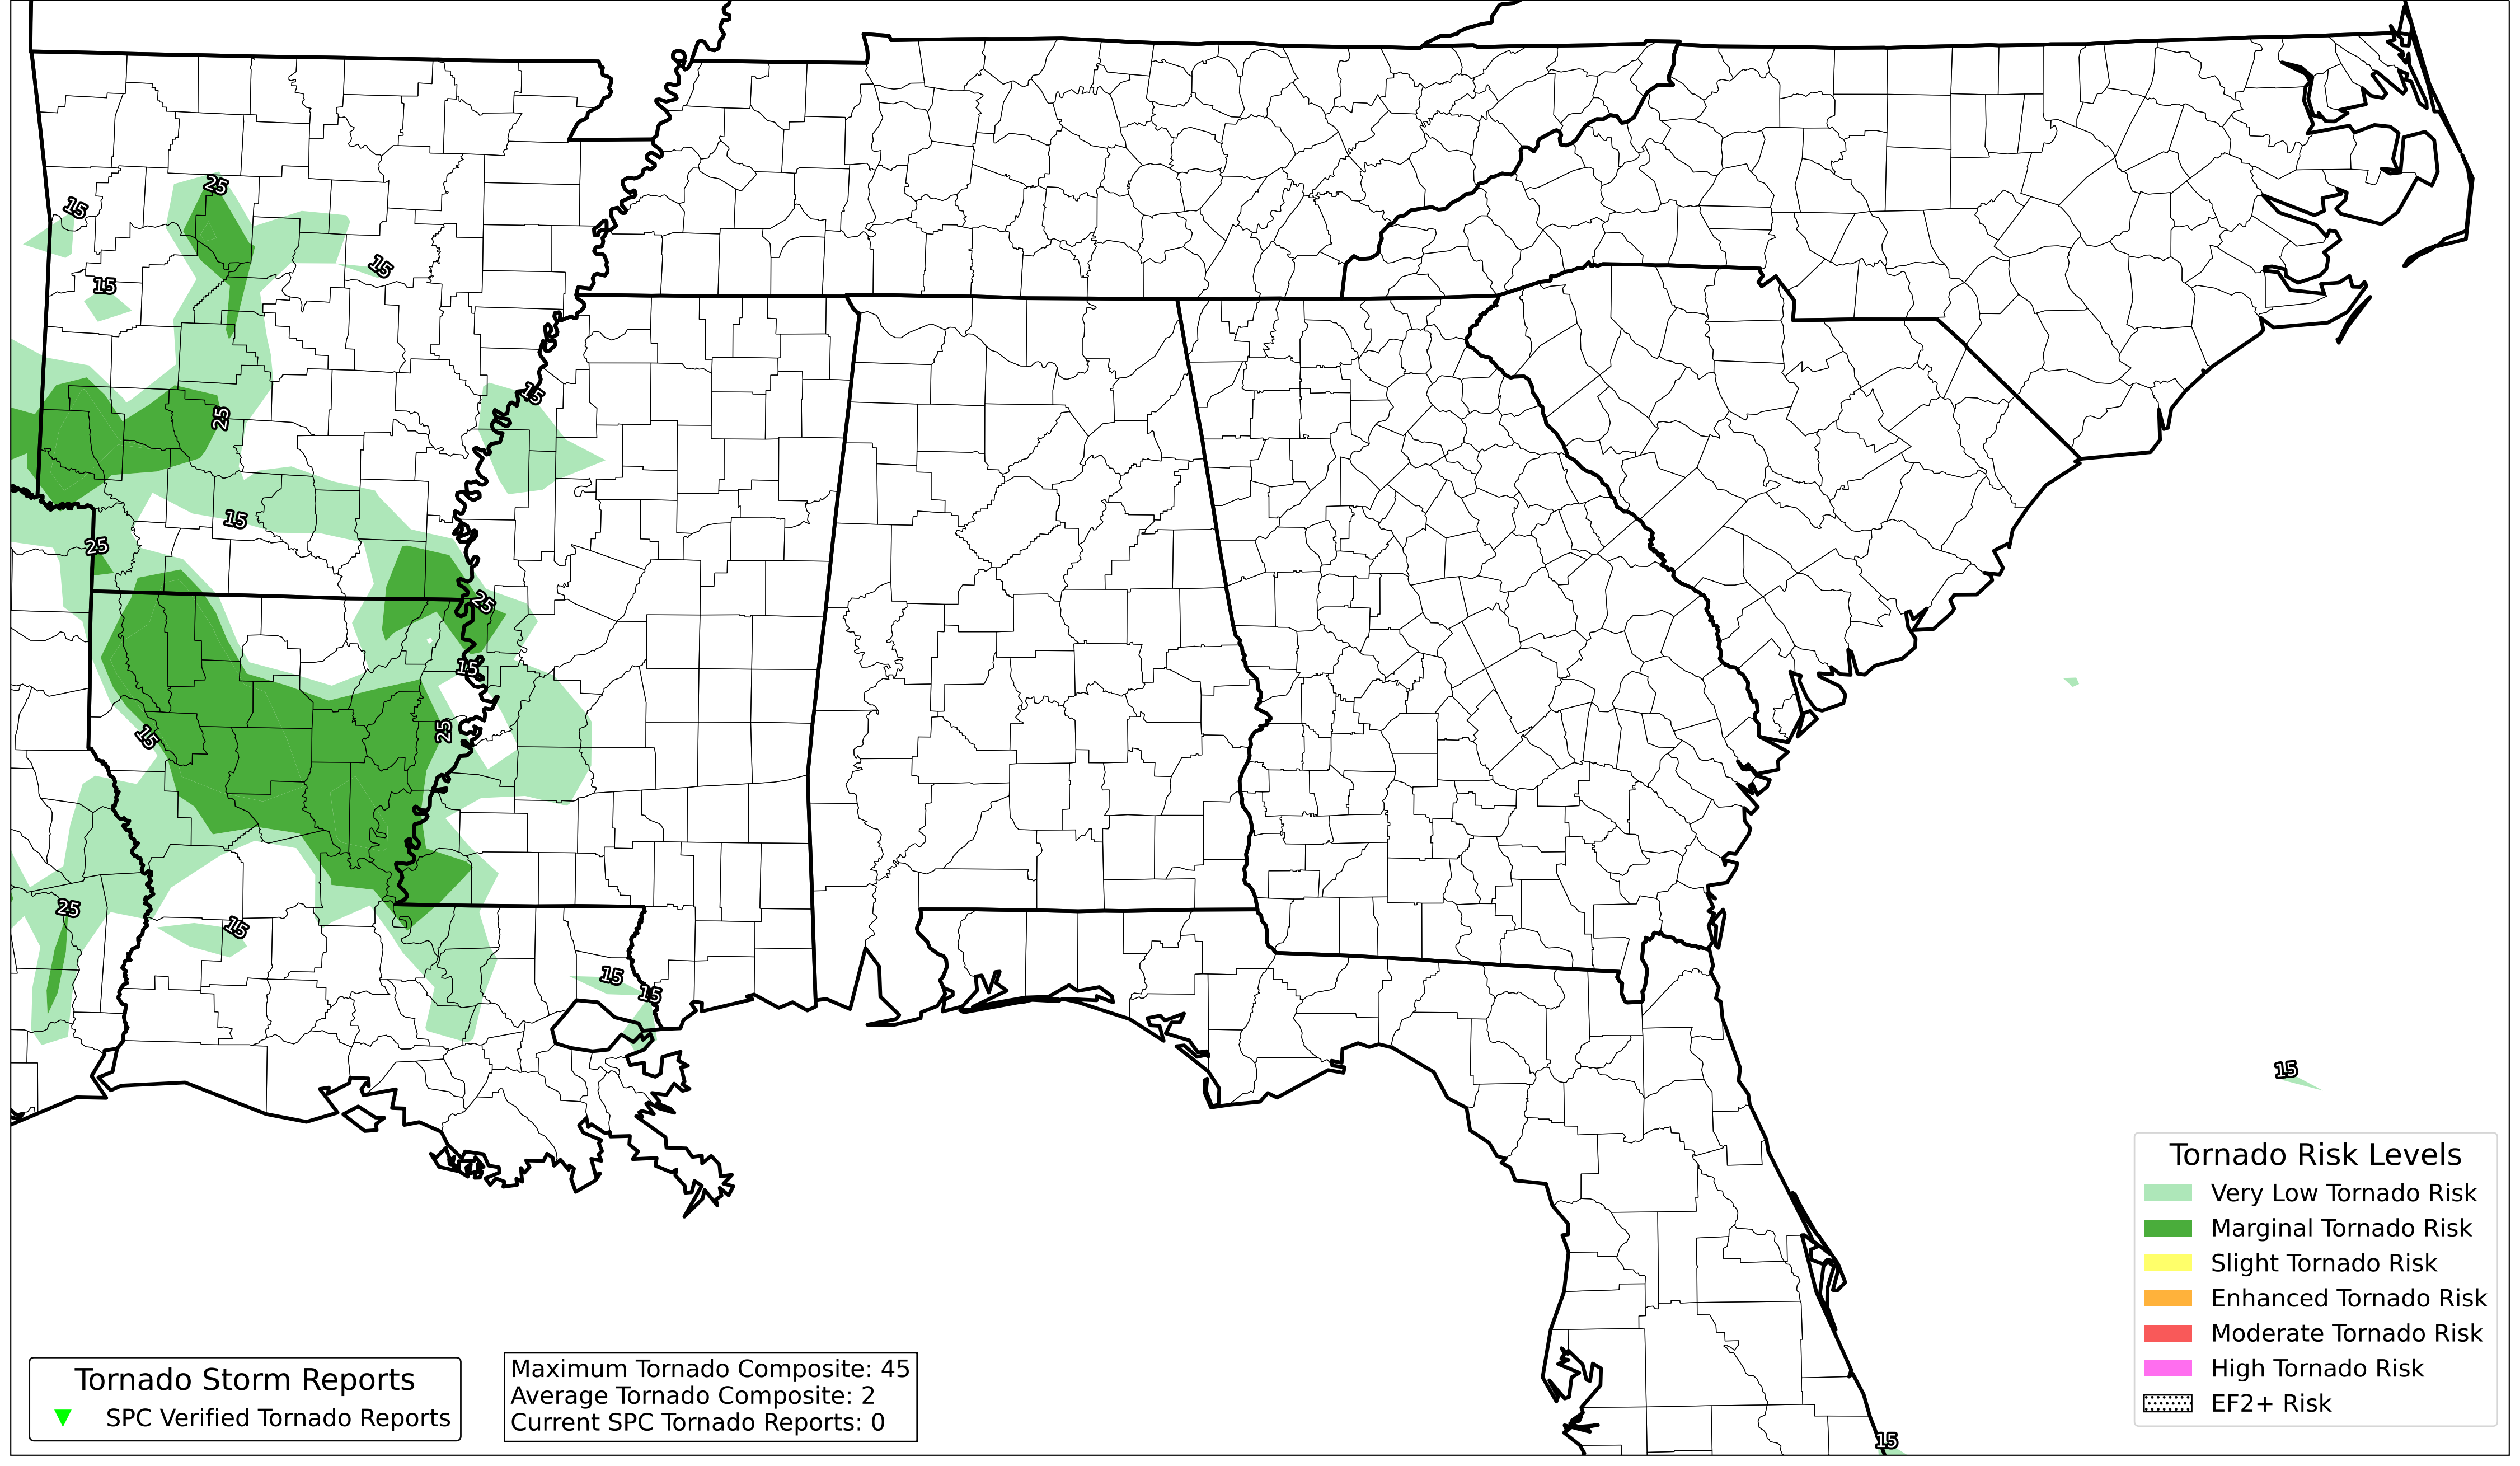 25
15
15
15
15
25
15
25
25
15
25
15
25
15
15
15
15
15
Tornado Risk Levels
Very Low Tornado Risk
Marginal Tornado Risk
Slight Tornado Risk
Enhanced Tornado Risk
Moderate Tornado Risk
High Tornado Risk
EF2+ Risk
Tornado Storm Reports
SPC Verified Tornado Reports
Maximum Tornado Composite: 45
Average Tornado Composite: 2
Current SPC Tornado Reports: 0
15